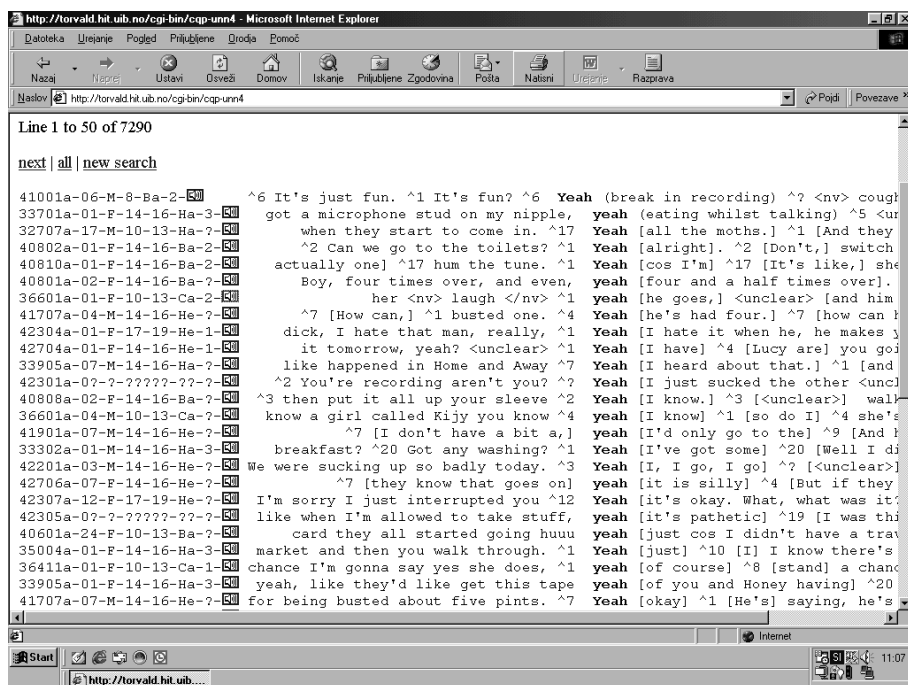 http://torvald.hit.uib.no/cgi-bin/cqp-unn4 - Microsoft Internet Explorer
Datoteka Urejanje Pogled Priljubljene Orodja Pomoč
Nazaj Naprej Ustavi Osveži Domov Iskanje Priljubljene Zgodovina Pošta Natisni Urejanje Razprava
Naslov http://torvald.hit.uib.no/cgi-bin/cqp-unn4 Pojdi Povezave »
Line 1 to 50 of 7290
next | all | new search
41001a-06-M-8-Ba-2- ^6 It's just fun. ^1 It's fun? ^6 Yeah (break in recording) ^? <nv> cough
33701a-01-F-14-16-Ha-3- got a microphone stud on my nipple, yeah (eating whilst talking) ^5 <un
32707a-17-M-10-13-Ha-?- when they start to come in. ^17 Yeah [all the moths.] ^1 [And they
40802a-01-F-14-16-Ba-2- ^2 Can we go to the toilets? ^1 Yeah [alright]. ^2 [Don't,] switch
40810a-01-F-14-16-Ba-2- actually one] ^17 hum the tune. ^1 Yeah [cos I'm] ^17 [It's like,] she
40801a-02-F-14-16-Ba-?- Boy, four times over, and even, yeah [four and a half times over].
36601a-01-F-10-13-Ca-2- her <nv> laugh </nv> ^1 yeah [he goes,] <unclear> [and him
41707a-04-M-14-16-He-?- ^7 [How can,] ^1 busted one. ^4 Yeah [he's had four.] ^7 [how can h
42304a-01-F-17-19-He-1- dick, I hate that man, really, ^1 Yeah [I hate it when he, he makes y
42704a-01-F-14-16-He-1- it tomorrow, yeah? <unclear> ^1 Yeah [I have] ^4 [Lucy are] you goi
33905a-07-M-14-16-Ha-?- like happened in Home and Away ^7 Yeah [I heard about that.] ^1 [and
42301a-0?-?-?????-??-?- ^2 You're recording aren't you? ^? Yeah [I just sucked the other <uncl
40808a-02-F-14-16-Ba-?- ^3 then put it all up your sleeve ^2 Yeah [I know.] ^3 [<unclear>] walk
36601a-04-M-10-13-Ca-?- know a girl called Kijy you know ^4 Yeah [I know] ^1 [so do I] ^4 she's
41901a-07-M-14-16-He-?- ^7 [I don't have a bit a,] yeah [I'd only go to the] ^9 [And h
33302a-01-M-14-16-Ha-3- breakfast? ^20 Got any washing? ^1 Yeah [I've got some] ^20 [Well I di
42201a-03-M-14-16-He-?- We were sucking up so badly today. ^3 Yeah [I, I go, I go] ^? [<unclear>]
42706a-07-F-14-16-He-?- ^7 [they know that goes on] yeah [it is silly] ^4 [But if they
42307a-12-F-17-19-He-?- I'm sorry I just interrupted you ^12 Yeah [it's okay. What, what was it?
42305a-0?-?-?????-??-?- like when I'm allowed to take stuff, yeah [it's pathetic] ^19 [I was thi
40601a-24-F-10-13-Ba-?- card they all started going huuu yeah [just cos I didn't have a trav
35004a-01-F-14-16-Ha-3- market and then you walk through. ^1 Yeah [just] ^10 [I] I know there's
36411a-01-F-10-13-Ca-1- chance I'm gonna say yes she does, ^1 yeah [of course] ^8 [stand] a chanc
33905a-01-F-14-16-Ha-3- yeah, like they'd like get this tape yeah [of you and Honey having] ^20
41707a-07-M-14-16-He-?- for being busted about five pints. ^7 Yeah [okay] ^1 [He's] saying, he's
Internet
Start SI 11:07
http://torvald.hit.uib....